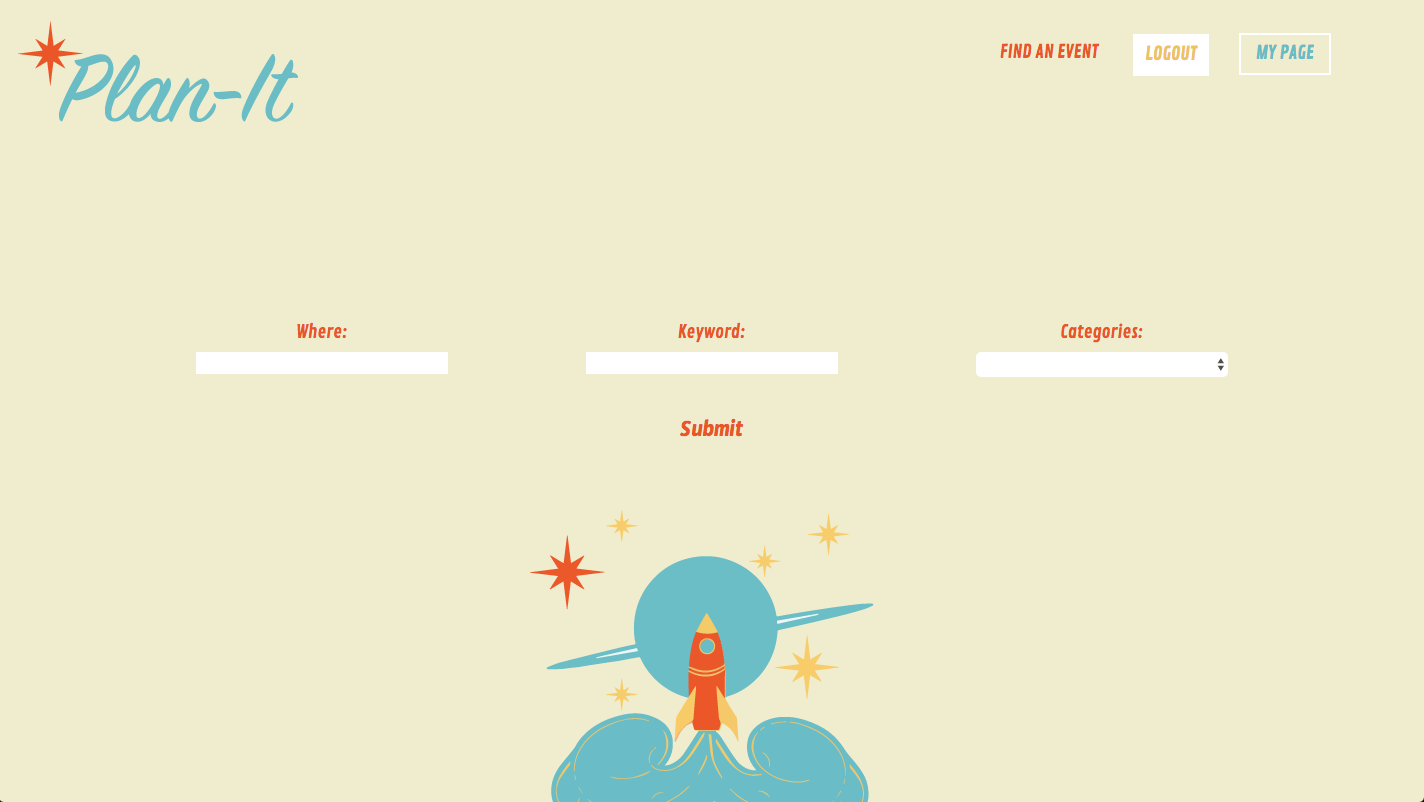 Plan-It
FIND AN EVENT
LOGOUT
MY PAGE
Where:
Keyword:
Categories:
Submit